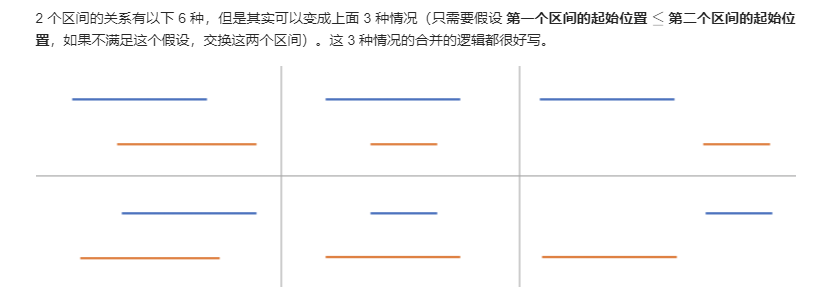 2 个区间的关系有以下 6 种，但是其实可以变成上面 3 种情况（只需要假设 第一个区间的起始位置 ≤ 第二个区间的起始位
置，如果不满足这个假设，交换这两个区间）。这 3 种情况的合并的逻辑都很好写。